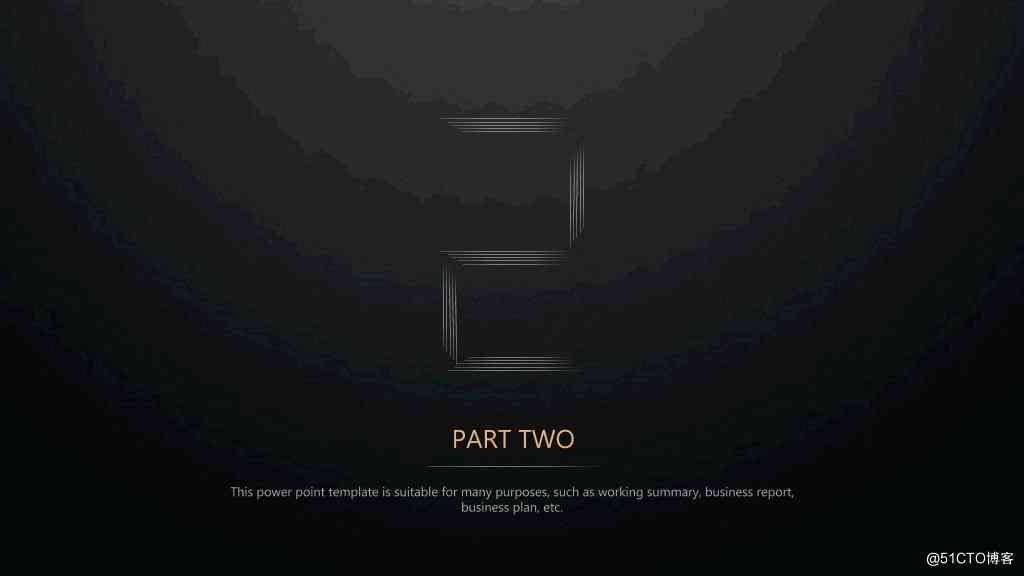 2
PART TWO
This power point template is suitable for many purposes, such as working summary, business report,
business plan, etc.
@51CTO博客